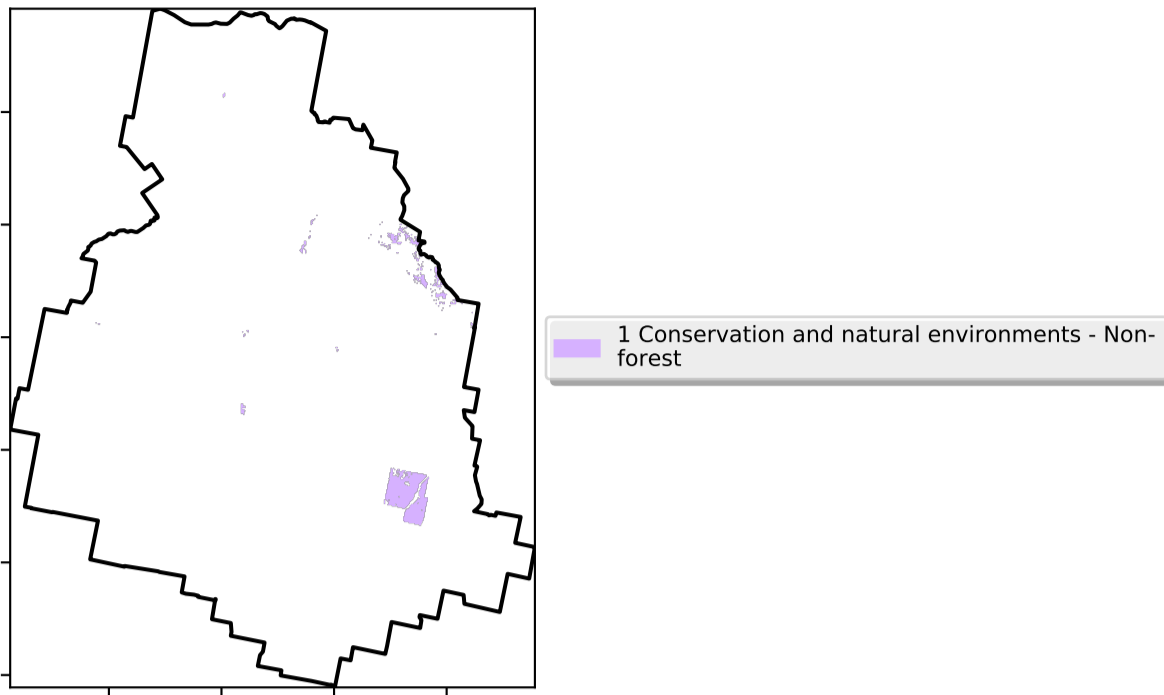 1 Conservation and natural environments - Non-
forest